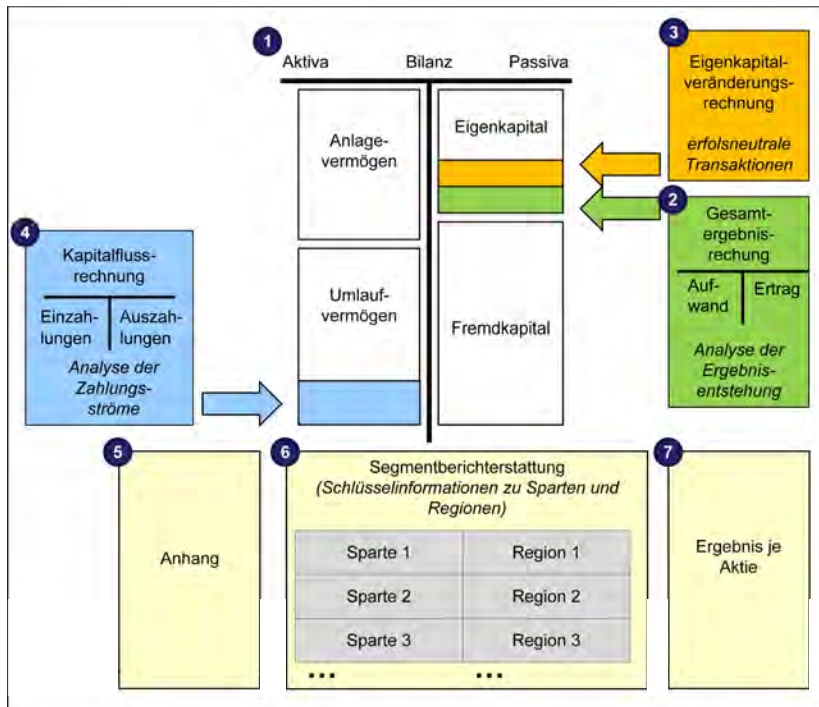 1
Aktiva Bilanz Passiva
Anlage-
vermögen
Eigenkapital
Umlauf-
vermögen
Fremdkapital
3
Eigenkapital-
veränderungs-
rechnung
erfolsneutrale
Transaktionen
2
Gesamt-
ergebnis-
rechung
Auf-
wand
Ertrag
Analyse der
Ergebnis-
entstehung
4
Kapitalfluss-
rechnung
Einzah-
lungen
Auszah-
lungen
Analyse der
Zahlungs-
ströme
5
Anhang
6
Segmentberichterstattung
(Schlüsselinformationen zu Sparten und
Regionen)
Sparte 1 Region 1
Sparte 2 Region 2
Sparte 3 Region 3
... ...
7
Ergebnis je
Aktie